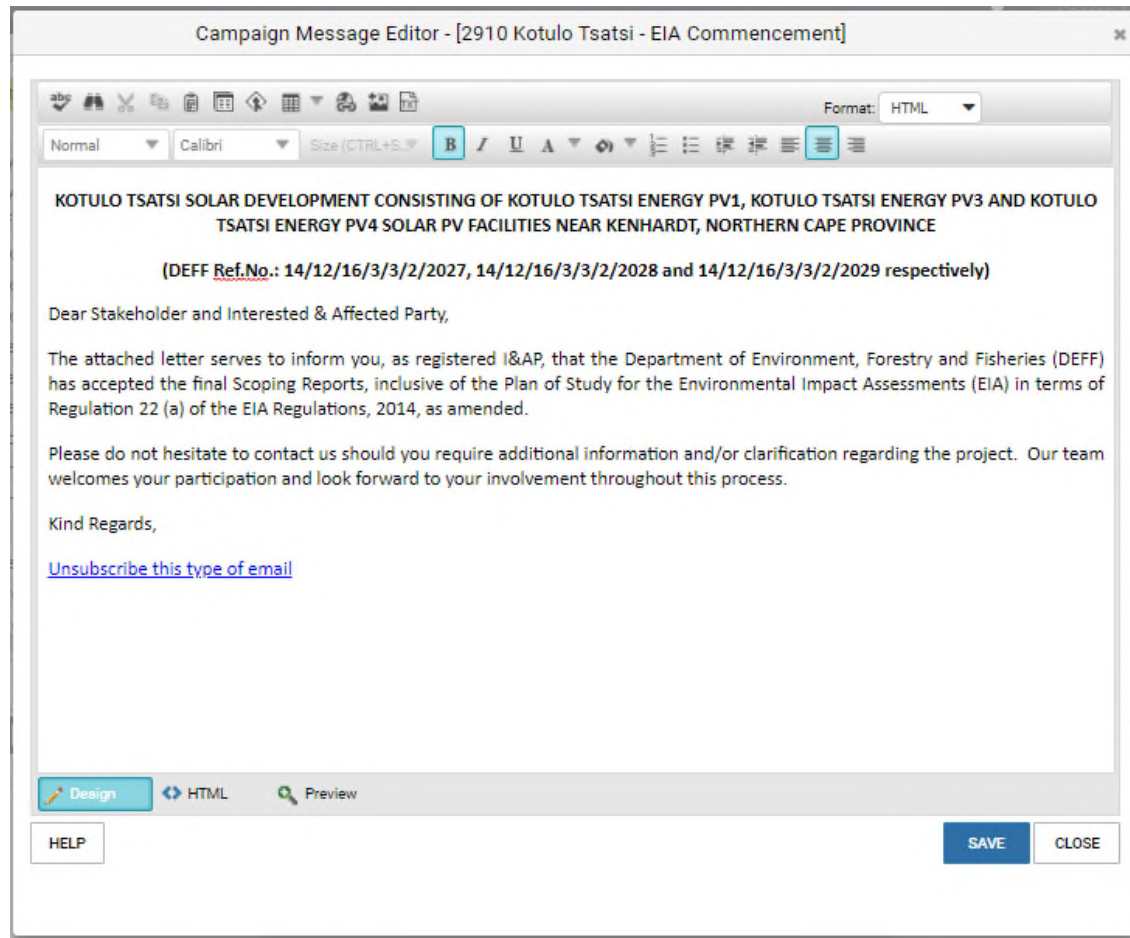 Campaign Message Editor - [2910 Kotulo Tsatsi - EIA Commencement]
Format: HTML
Normal Calibri Size (CTRL+S... B I U A
KOTULO TSATSI SOLAR DEVELOPMENT CONSISTING OF KOTULO TSATSI ENERGY PV1, KOTULO TSATSI ENERGY PV3 AND KOTULO
TSATSI ENERGY PV4 SOLAR PV FACILITIES NEAR KENHARDT, NORTHERN CAPE PROVINCE
(DEFF Ref.No.: 14/12/16/3/3/2/2027, 14/12/16/3/3/2/2028 and 14/12/16/3/3/2/2029 respectively)
Dear Stakeholder and Interested & Affected Party,
The attached letter serves to inform you, as registered I&AP, that the Department of Environment, Forestry and Fisheries (DEFF)
has accepted the final Scoping Reports, inclusive of the Plan of Study for the Environmental Impact Assessments (EIA) in terms of
Regulation 22 (a) of the EIA Regulations, 2014, as amended.
Please do not hesitate to contact us should you require additional information and/or clarification regarding the project. Our team
welcomes your participation and look forward to your involvement throughout this process.
Kind Regards,
Unsubscribe this type of email
Design HTML Preview
HELP SAVE CLOSE